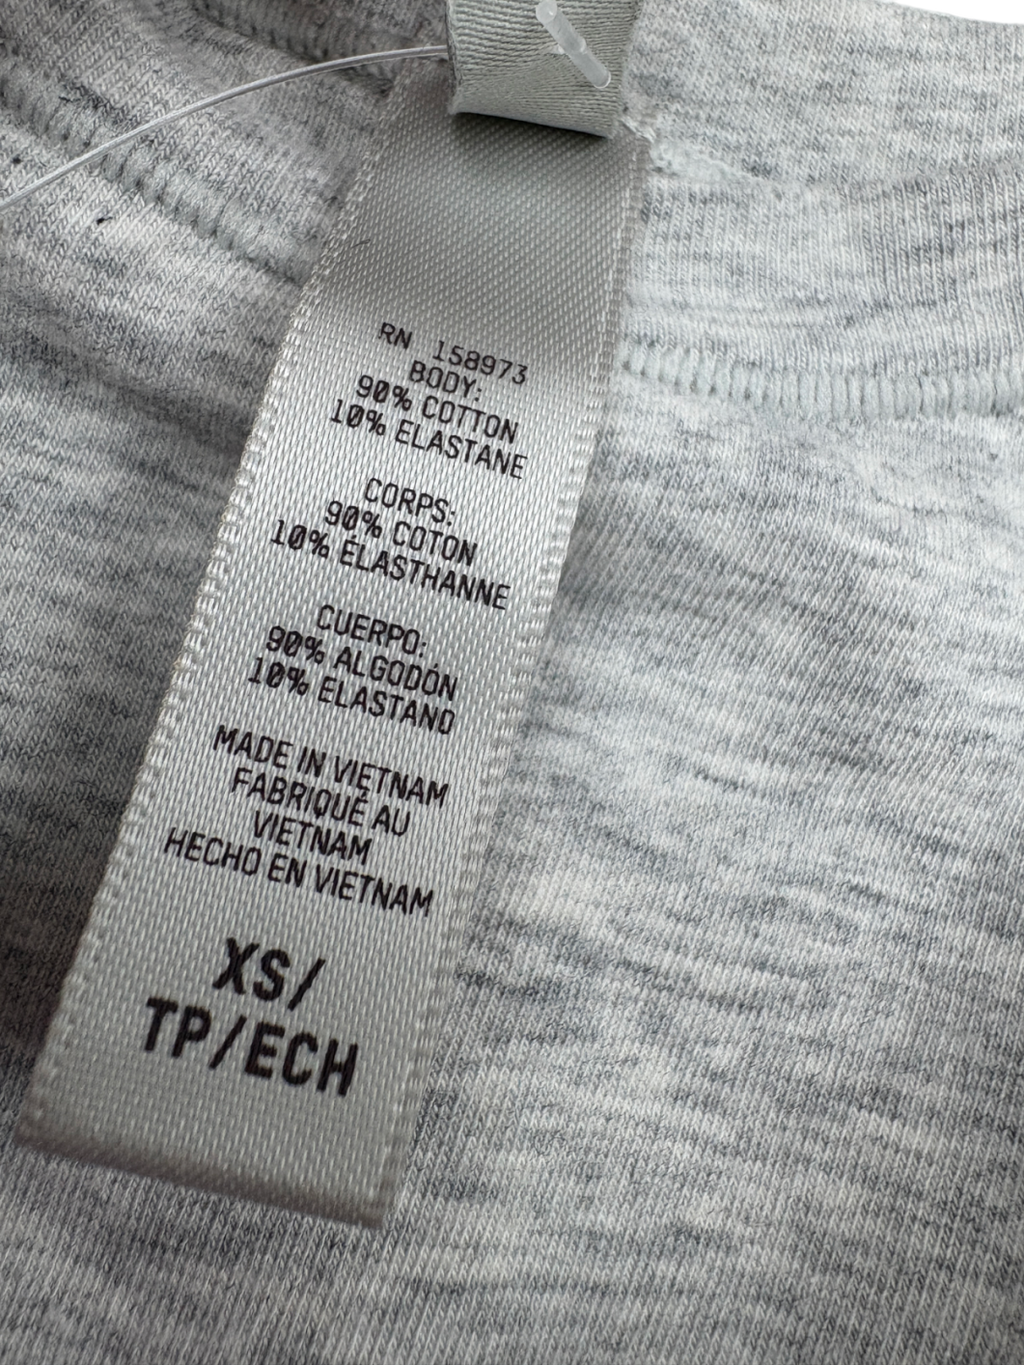 RN 158973
BODY:
90% COTTON
10% ELASTANE
CORPS:
90% COTON
10% ÉLASTHANNE
CUERPO:
90% ALGODÓN
10% ELASTANO
MADE IN VIETNAM
FABRIQUÉ AU
VIETNAM
HECHO EN VIETNAM
XS/
TP/ECH